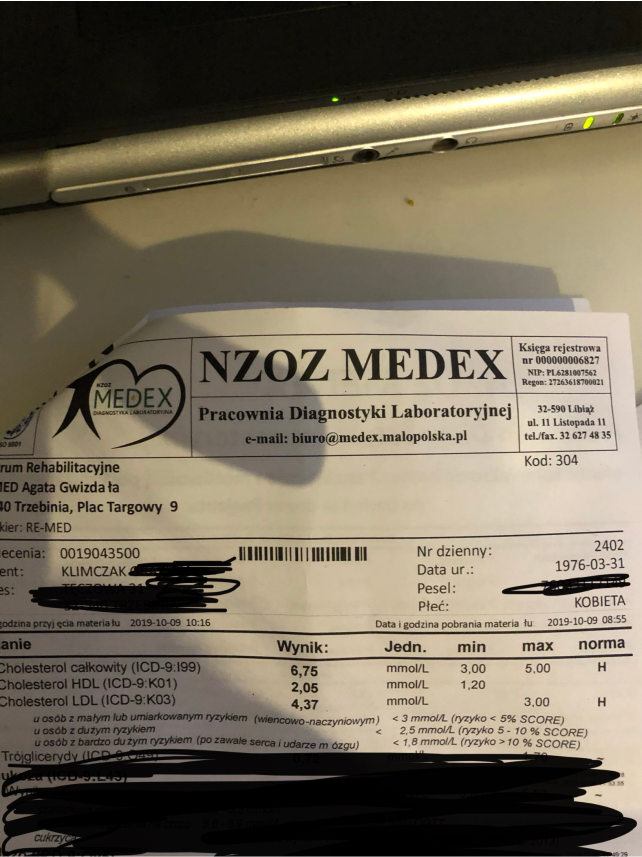 NZOZ
MEDEX
DIAGNOSTYKA LABORATORYJNA
9001
NZOZ MEDEX
Pracownia Diagnostyki Laboratoryjnej
e-mail: biuro@medex.malopolska.pl
Księga rejestrowa
nr 000000006827
NIP: PL6281007562
Regon: 27263618700021
32-590 Libiąż
ul. 11 Listopada 11
tel./fax. 32 627 48 35
Kod: 304
rum Rehabilitacyjne
MED Agata Gwizda ła
40 Trzebinia, Plac Targowy 9
kier: RE-MED
lecenia: 0019043500
ent: KLIMCZAK
es:
Nr dzienny: 2402
Data ur.: 1976-03-31
Pesel:
Płeć: KOBIETA
godzina przyj ęcia materia łu 2019-10-09 10:16
Data i godzina pobrania materia łu: 2019-10-09 08:55
anie Wynik: Jedn. min max norma
Cholesterol całkowity (ICD-9:I99) 6,75 mmol/L 3,00 5,00 H
Cholesterol HDL (ICD-9:K01) 2,05 mmol/L 1,20
Cholesterol LDL (ICD-9:K03) 4,37 mmol/L 3,00 H
u osób z małym lub umiarkowanym ryzykiem (wiencowo-naczyniowym) < 3 mmol/L (ryzyko < 5% SCORE)
u osób z dużym ryzykiem < 2,5 mmol/L (ryzyko 5 - 10 % SCORE)
u osób z bardzo du żym ryzykiem (po zawale serca i udarze m ózgu) < 1,8 mmol/L (ryzyko > 10 % SCORE)
Trójglicerydy
cukrzyca